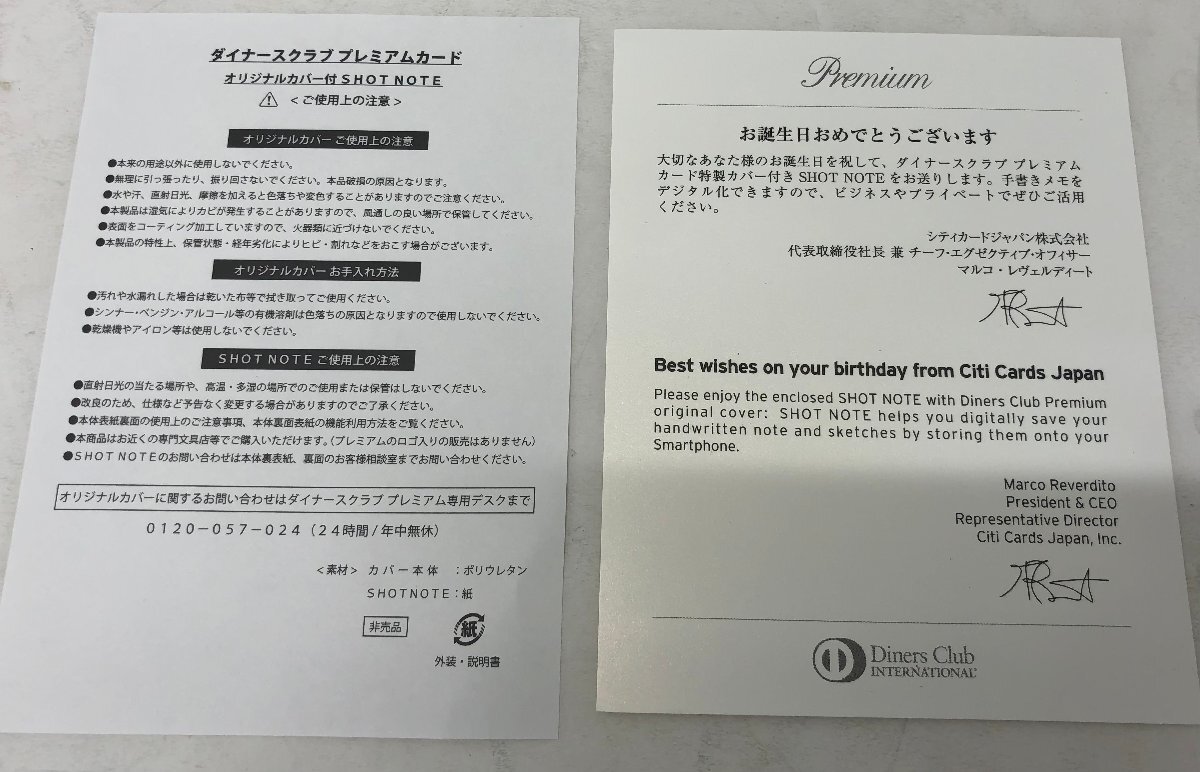 ダイナースクラブ プレミアムカード
オリジナルカバー付 SHOT NOTE
<ご使用上の注意>
オリジナルカバー ご使用上の注意
●本来の用途以外に使用しないでください。
●無理に引っ張ったり、振り回さないでください。本品破損の原因となります。
●水や汗、直射日光、摩擦を加えると色落ちや変色することがありますのでご注意ください。
●本製品は湿気によりカビが発生することがありますので、風通しの良い場所で保管してください。
●表面をコーティング加工していますので、火器類に近づけないでください。
●本製品の特性上、保管状態・経年劣化によりヒビ・割れなどをおこす場合がございます。
オリジナルカバー お手入れ方法
●汚れや水漏れした場合は乾いた布等で拭き取ってご使用ください。
●シンナー・ベンジン・アルコール等の有機溶剤は色落ちの原因となりますので使用しないでください。
●乾燥機やアイロン等は使用しないでください。
SHOT NOTE ご使用上の注意
●直射日光の当たる場所や、高温・多湿の場所でのご使用または保管はしないでください。
●改良のため、仕様など予告なく変更する場合がありますのでご了承ください。
●本体表紙裏面の使用上のご注意事項、本体裏面表紙の機能利用方法をご覧ください。
●本商品はお近くの専門文具店等でご購入いただけます。(プレミアムのロゴ入りの販売はありません)
●SHOT NOTEのお問い合わせは本体裏表紙、裏面のお客様相談室までお問い合わせください。
オリジナルカバーに関するお問い合わせはダイナースクラブ プレミアム専用デスクまで
0120-057-024(24時間/年中無休)
<素材> カバー本体 :ポリウレタン
SHOTNOTE:紙
非売品
紙
外装・説明書
Premium
お誕生日おめでとうございます
大切なあなた様のお誕生日を祝して、ダイナースクラブ プレミアム
カード特製カバー付き SHOT NOTE をお送りします。手書きメモを
デジタル化できますので、ビジネスやプライベートでぜひご活用
ください。
シティカードジャパン株式会社
代表取締役社長 兼 チーフ・エグゼクティブ・オフィサー
マルコ・レヴェルディート
Best wishes on your birthday from Citi Cards Japan
Please enjoy the enclosed SHOT NOTE with Diners Club Premium
original cover: SHOT NOTE helps you digitally save your
handwritten note and sketches by storing them onto your
Smartphone.
Marco Reverdito
President & CEO
Representative Director
Citi Cards Japan, Inc.
Diners Club
INTERNATIONAL